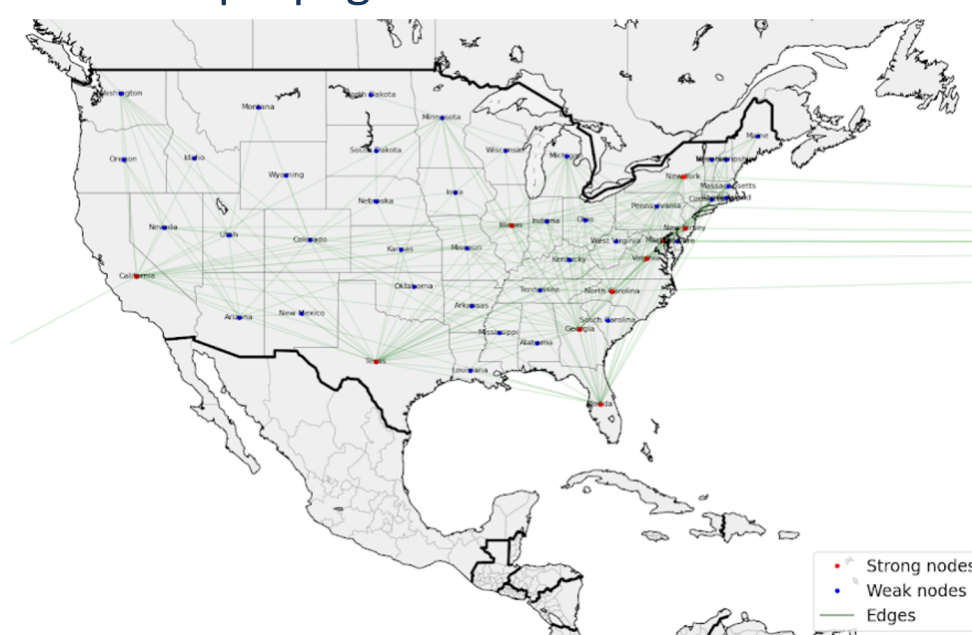 Washington
North Dakota
Montana
Minnesota
Maine
Oregon
Idaho
South Dakota
Wisconsin
Michigan
Wyoming
New York
Massachusetts
Nebraska
Iowa
Pennsylvania
Nevada
Utah
Colorado
Illinois
Indiana
Ohio
New Jersey
Kansas
Missouri
West Virginia
California
Kentucky
Virginia
Oklahoma
Tennessee
North Carolina
Arizona
New Mexico
Arkansas
South Carolina
Mississippi
Georgia
Alabama
Texas
Louisiana
Florida
Strong nodes
Weak nodes
Edges